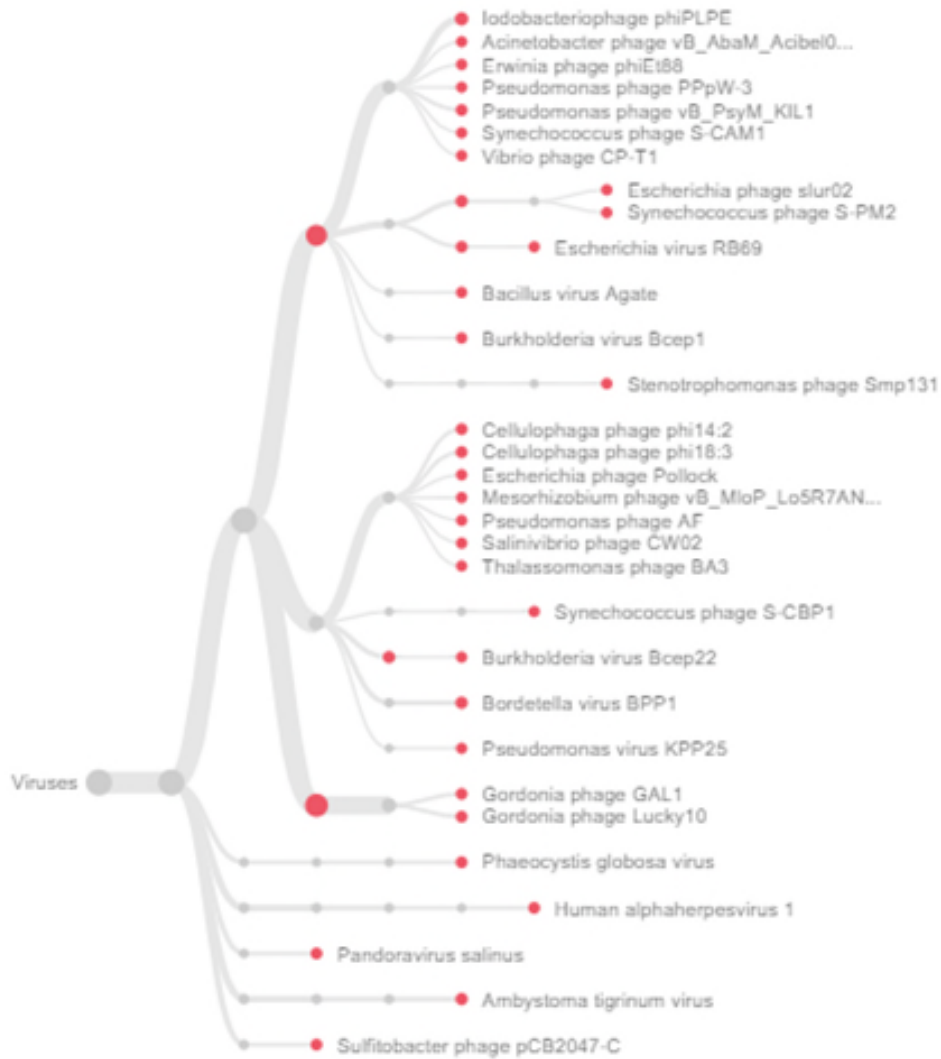 Iodobacteriophage phiPLPE
Acinetobacter phage vB_AbaM_Acibel0...
Erwinia phage phiEt88
Pseudomonas phage PPpW-3
Pseudomonas phage vB_PsyM_KIL1
Synechococcus phage S-CAM1
Vibrio phage CP-T1
Escherichia phage slur02
Synechococcus phage S-PM2
Escherichia virus RB69
Bacillus virus Agate
Burkholderia virus Bcep1
Stenotrophomonas phage Smp131
Cellulophaga phage phi14:2
Cellulophaga phage phi18:3
Escherichia phage Pollock
Mesorhizobium phage vB_MloP_Lo5R7AN...
Pseudomonas phage AF
Salinivibrio phage CW02
Thalassomonas phage BA3
Synechococcus phage S-CBP1
Burkholderia virus Bcep22
Bordetella virus BPP1
Pseudomonas virus KPP25
Viruses
Gordonia phage GAL1
Gordonia phage Lucky10
Phaeocystis globosa virus
Human alphaherpesvirus 1
Pandoravirus salinus
Ambystoma tigrinum virus
Sulfitobacter phage pCB2047-C